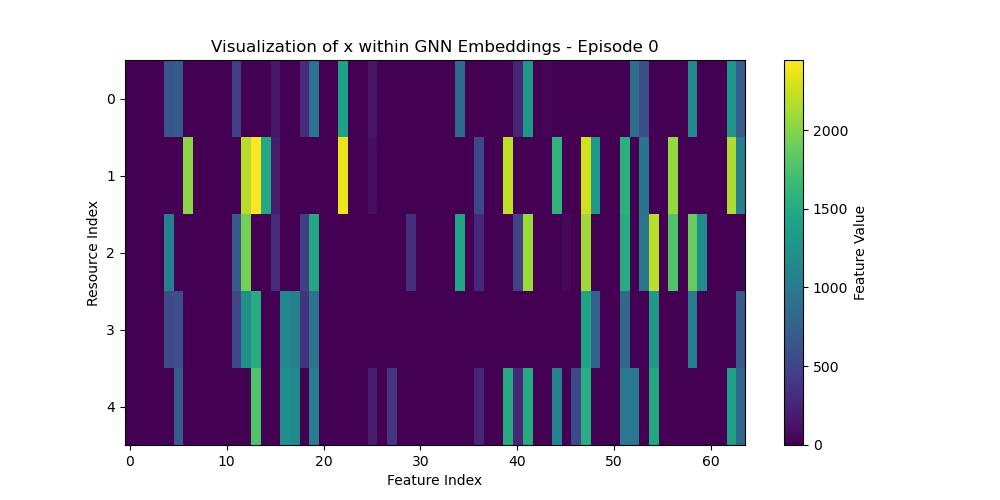 Visualization of x within GNN Embeddings - Episode 0
Resource Index
0
1
2
3
4
0 10 20 30 40 50 60
Feature Index
2000
1500
1000
500
0
Feature Value